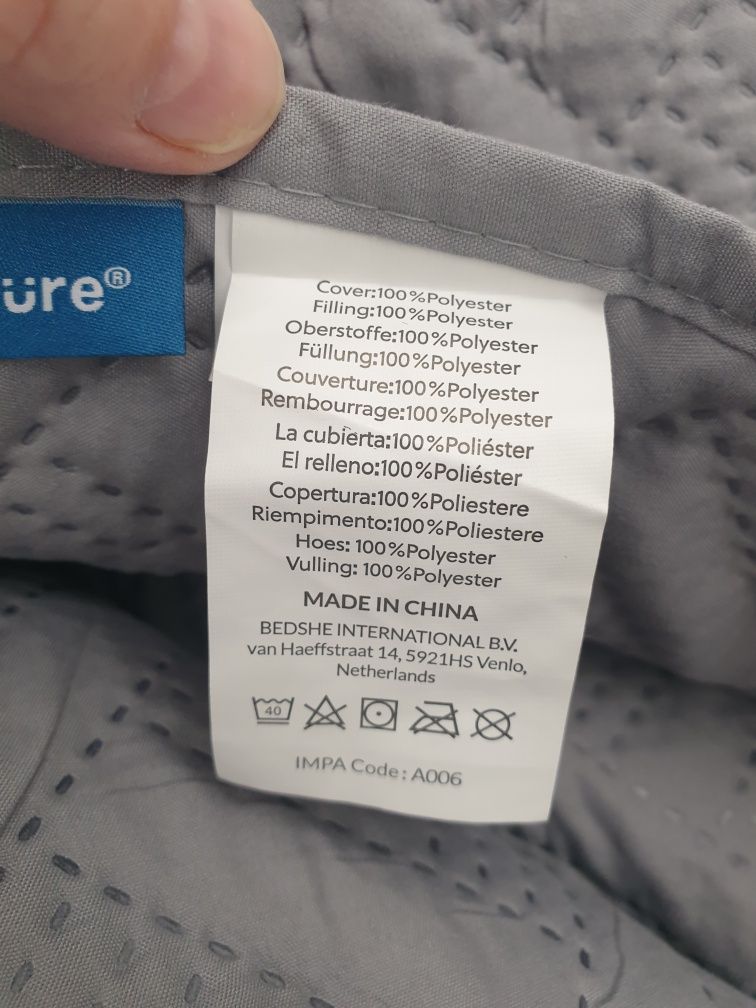 üre®
Cover:100%Polyester
Filling:100%Polyester
Oberstoffe:100%Polyester
Füllung:100%Polyester
Couverture:100%Polyester
Rembourrage:100%Polyester
La cubierta:100%Poliéster
El relleno:100%Poliéster
Copertura:100%Poliestere
Riempimento:100%Poliestere
Hoes: 100%Polyester
Vulling: 100%Polyester
MADE IN CHINA
BEDSHE INTERNATIONAL B.V.
van Haeffstraat 14, 5921HS Venlo,
Netherlands
40
IMPA Code: A006